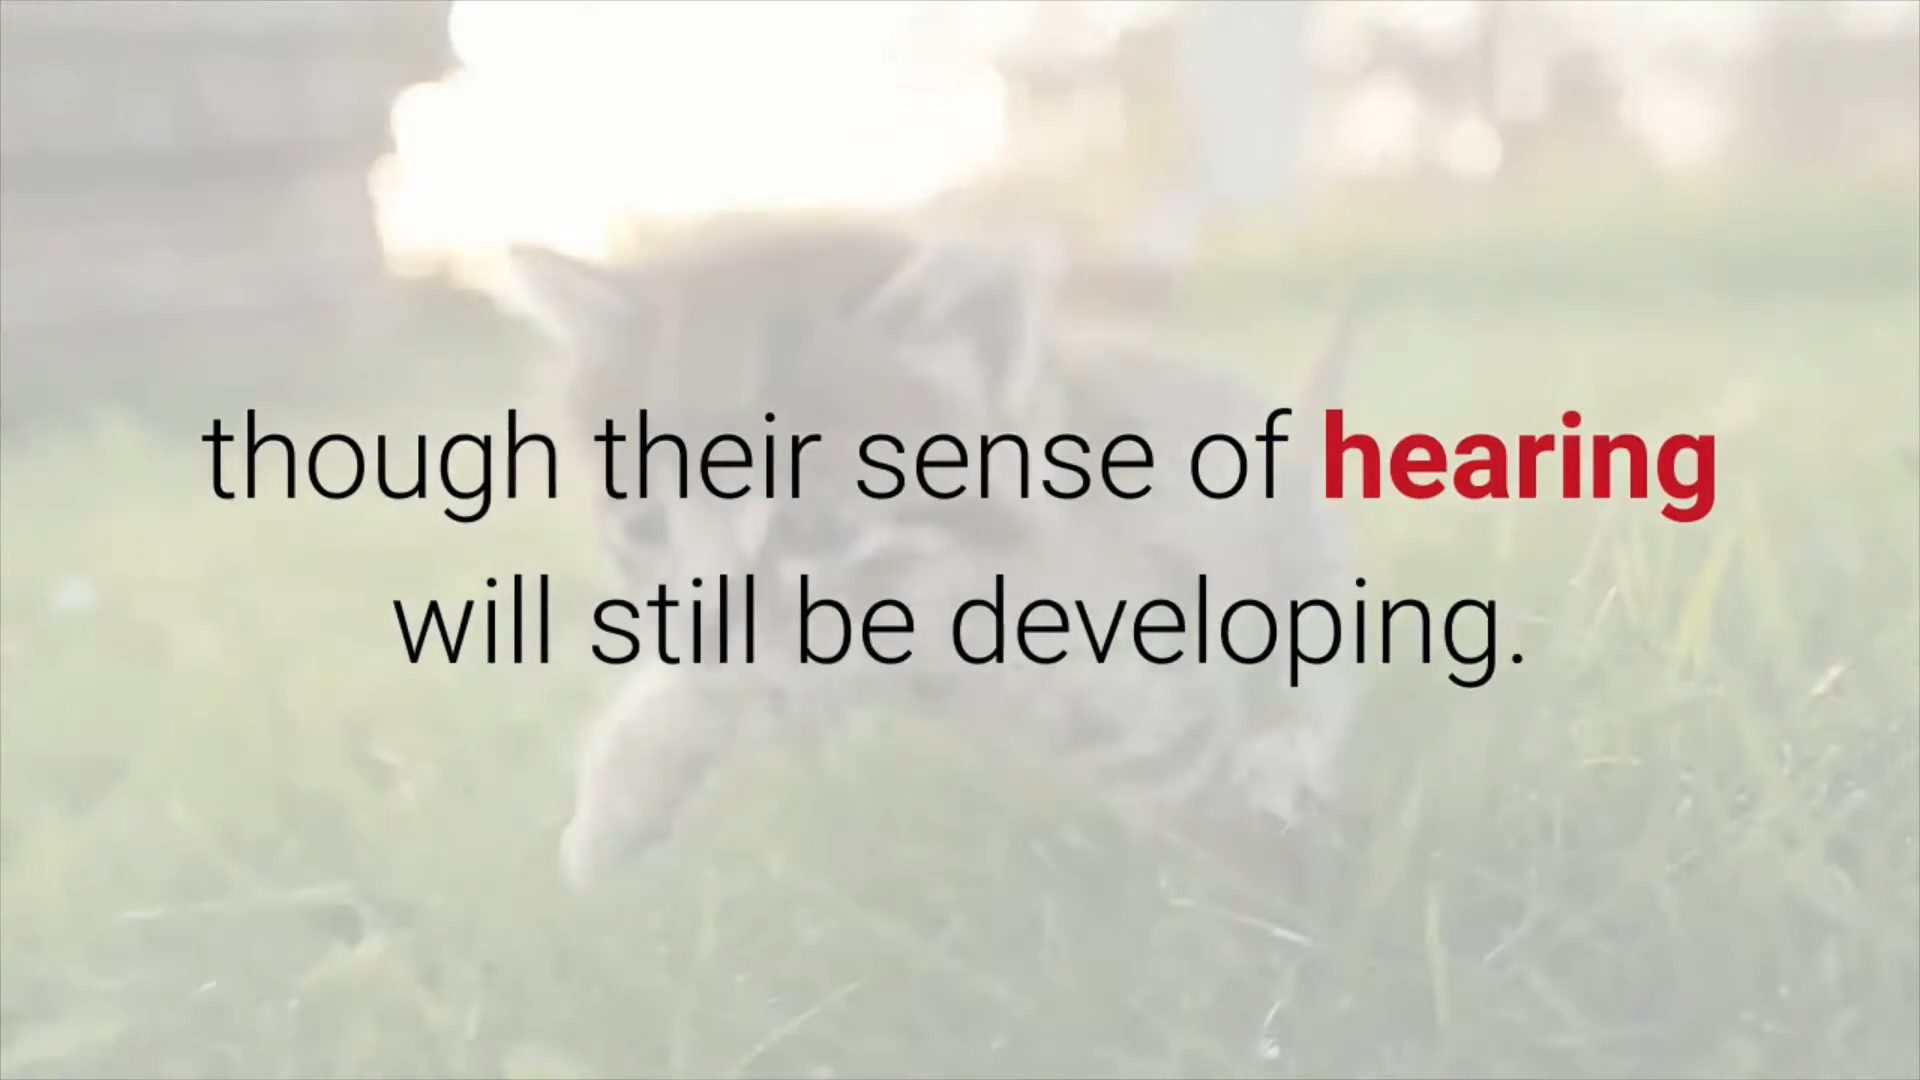 though their sense of hearing
will still be developing.